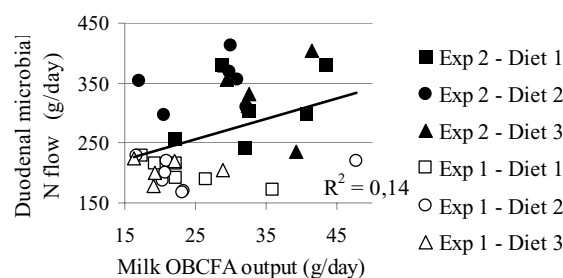 Duodenal microbial
N flow (g/day)
450
350
250
150
R² = 0,14
15 25 35 45
Milk OBCFA output (g/day)
Exp 2 - Diet 1
Exp 2 - Diet 2
Exp 2 - Diet 3
Exp 1 - Diet 1
Exp 1 - Diet 2
Exp 1 - Diet 3